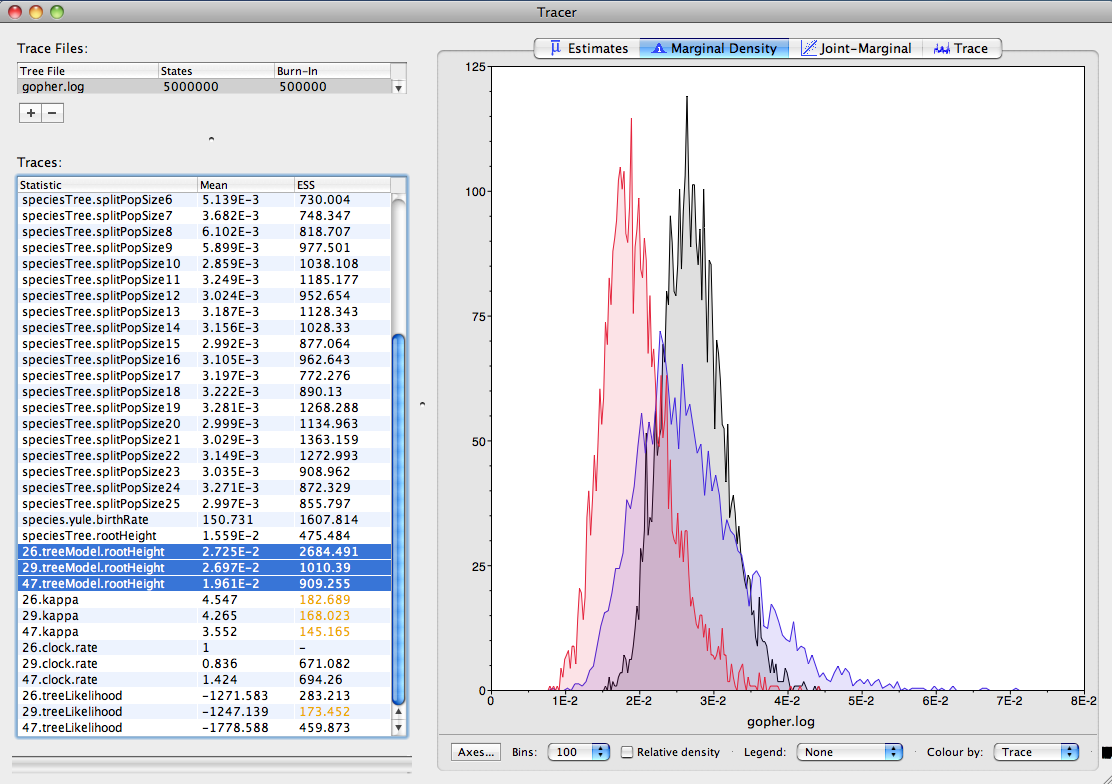 Tracer
Trace Files:
Tree File States Burn-In
gopher.log 5000000 500000
+ −
Traces:
Statistic Mean ESS
speciesTree.splitPopSize6 5.139E-3 730.004
speciesTree.splitPopSize7 3.682E-3 748.347
speciesTree.splitPopSize8 6.102E-3 818.707
speciesTree.splitPopSize9 5.899E-3 977.501
speciesTree.splitPopSize10 2.859E-3 1038.108
speciesTree.splitPopSize11 3.249E-3 1185.177
speciesTree.splitPopSize12 3.024E-3 952.654
speciesTree.splitPopSize13 3.187E-3 1128.343
speciesTree.splitPopSize14 3.156E-3 1028.33
speciesTree.splitPopSize15 2.992E-3 877.064
speciesTree.splitPopSize16 3.105E-3 962.643
speciesTree.splitPopSize17 3.197E-3 772.276
speciesTree.splitPopSize18 3.222E-3 890.13
speciesTree.splitPopSize19 3.281E-3 1268.288
speciesTree.splitPopSize20 2.999E-3 1134.963
speciesTree.splitPopSize21 3.029E-3 1363.159
speciesTree.splitPopSize22 3.149E-3 1272.993
speciesTree.splitPopSize23 3.035E-3 908.962
speciesTree.splitPopSize24 3.271E-3 872.329
speciesTree.splitPopSize25 2.997E-3 855.797
species.yule.birthRate 150.731 1607.814
speciesTree.rootHeight 1.559E-2 475.484
26.treeModel.rootHeight 2.725E-2 2684.491
29.treeModel.rootHeight 2.697E-2 1010.39
47.treeModel.rootHeight 1.961E-2 909.255
26.kappa 4.547 182.689
29.kappa 4.265 168.023
47.kappa 3.552 145.165
26.clock.rate 1 -
29.clock.rate 0.836 671.082
47.clock.rate 1.424 694.26
26.treeLikelihood -1271.583 283.213
29.treeLikelihood -1247.139 173.452
47.treeLikelihood -1778.588 459.873
μ Estimates Marginal Density Joint-Marginal Trace
125
100
75
50
25
0
0 1E-2 2E-2 3E-2 4E-2 5E-2 6E-2 7E-2 8E-2
gopher.log
Axes... Bins: 100 Relative density Legend: None Colour by: Trace